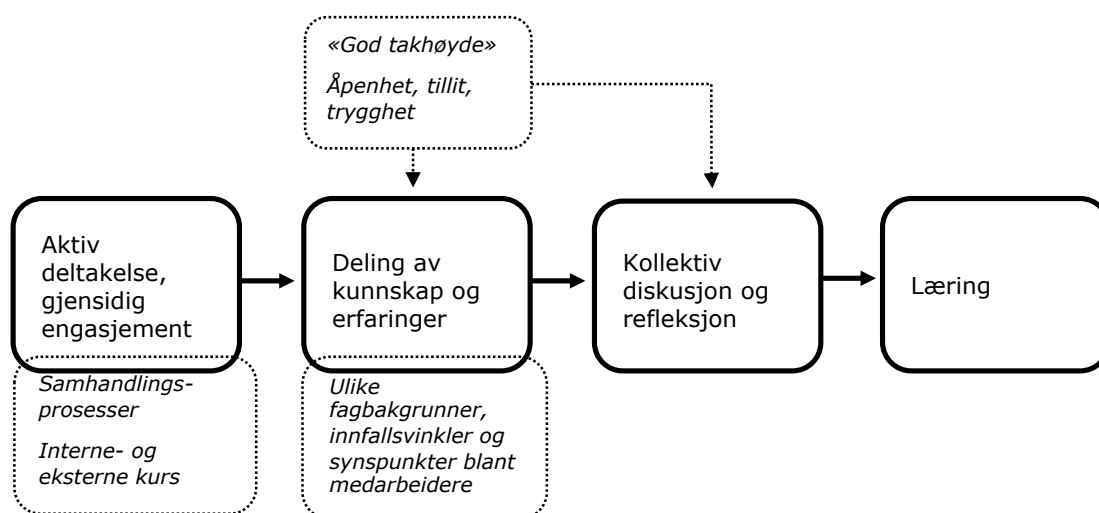 «God takhøyde»
Åpenhet, tillit,
trygghet
Aktiv
deltakelse,
gjensidig
engasjement
Deling av
kunnskap og
erfaringer
Kollektiv
diskusjon og
refleksjon
Læring
Samhandlings-
prosesser
Interne- og
eksterne kurs
Ulike
fagbakgrunner,
innfallsvinkler og
synspunkter blant
medarbeidere